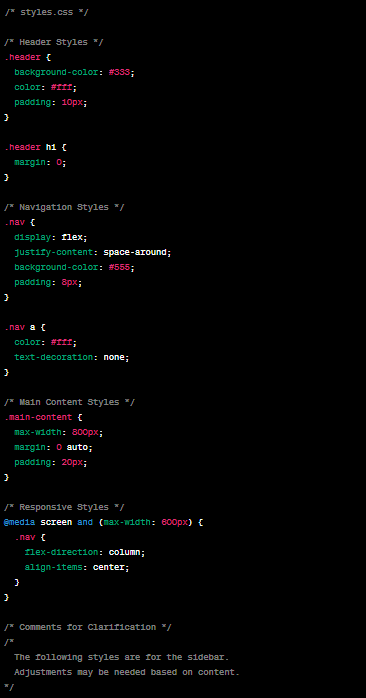 /* styles.css */
/* Header Styles */
.header {
background-color: #333;
color: #fff;
padding: 10px;
}
.header h1 {
margin: 0;
}
/* Navigation Styles */
.nav {
display: flex;
justify-content: space-around;
background-color: #555;
padding: 8px;
}
.nav a {
color: #fff;
text-decoration: none;
}
/* Main Content Styles */
.main-content {
max-width: 800px;
margin: 0 auto;
padding: 20px;
}
/* Responsive Styles */
@media screen and (max-width: 600px) {
.nav {
flex-direction: column;
align-items: center;
}
}
/* Comments for Clarification */
/*
The following styles are for the sidebar.
Adjustments may be needed based on content.
*/